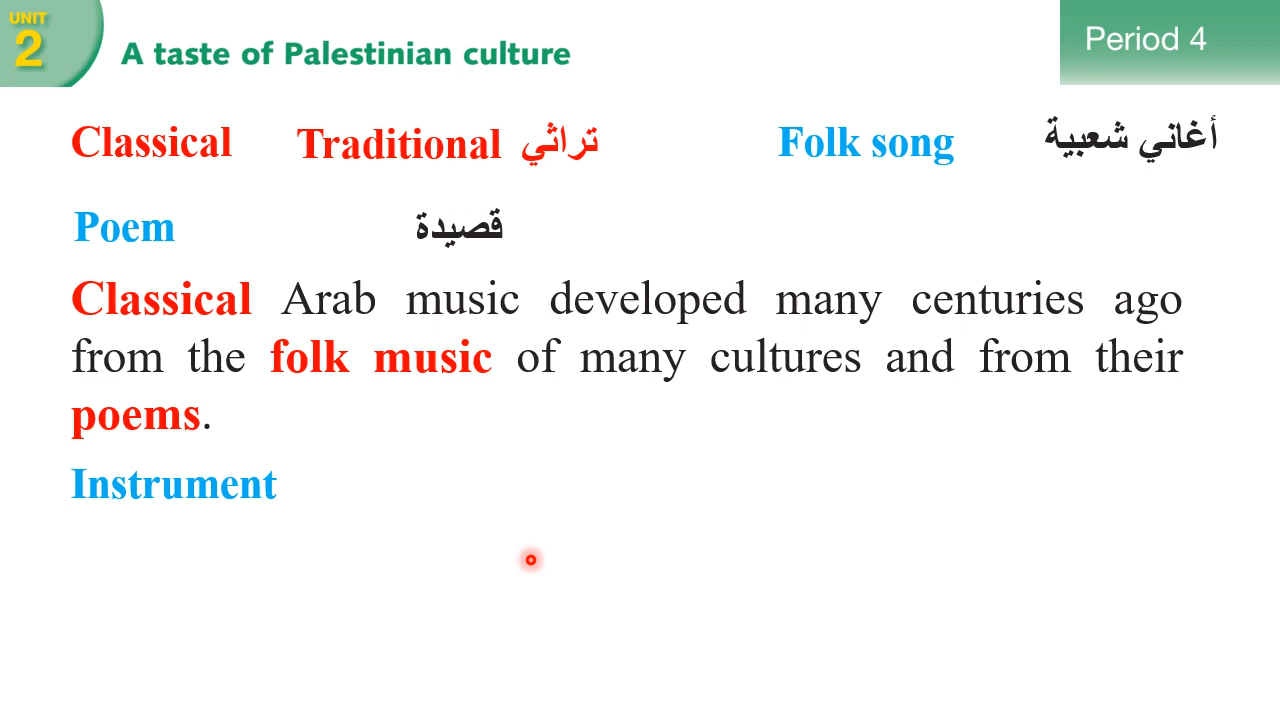 UNIT
2
A taste of Palestinian culture
Period 4
Classical Traditional تراثي Folk song أغاني شعبية
Poem قصيدة
Classical Arab music developed many centuries ago
from the folk music of many cultures and from their
poems.
Instrument